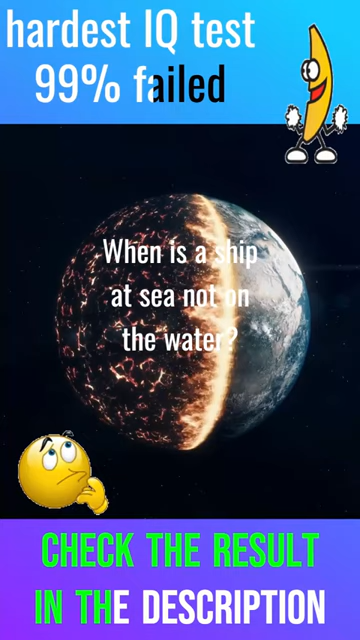 hardest IQ test
99% failed
When is a ship
at sea not on
the water?
CHECK THE RESULT
IN THE DESCRIPTION